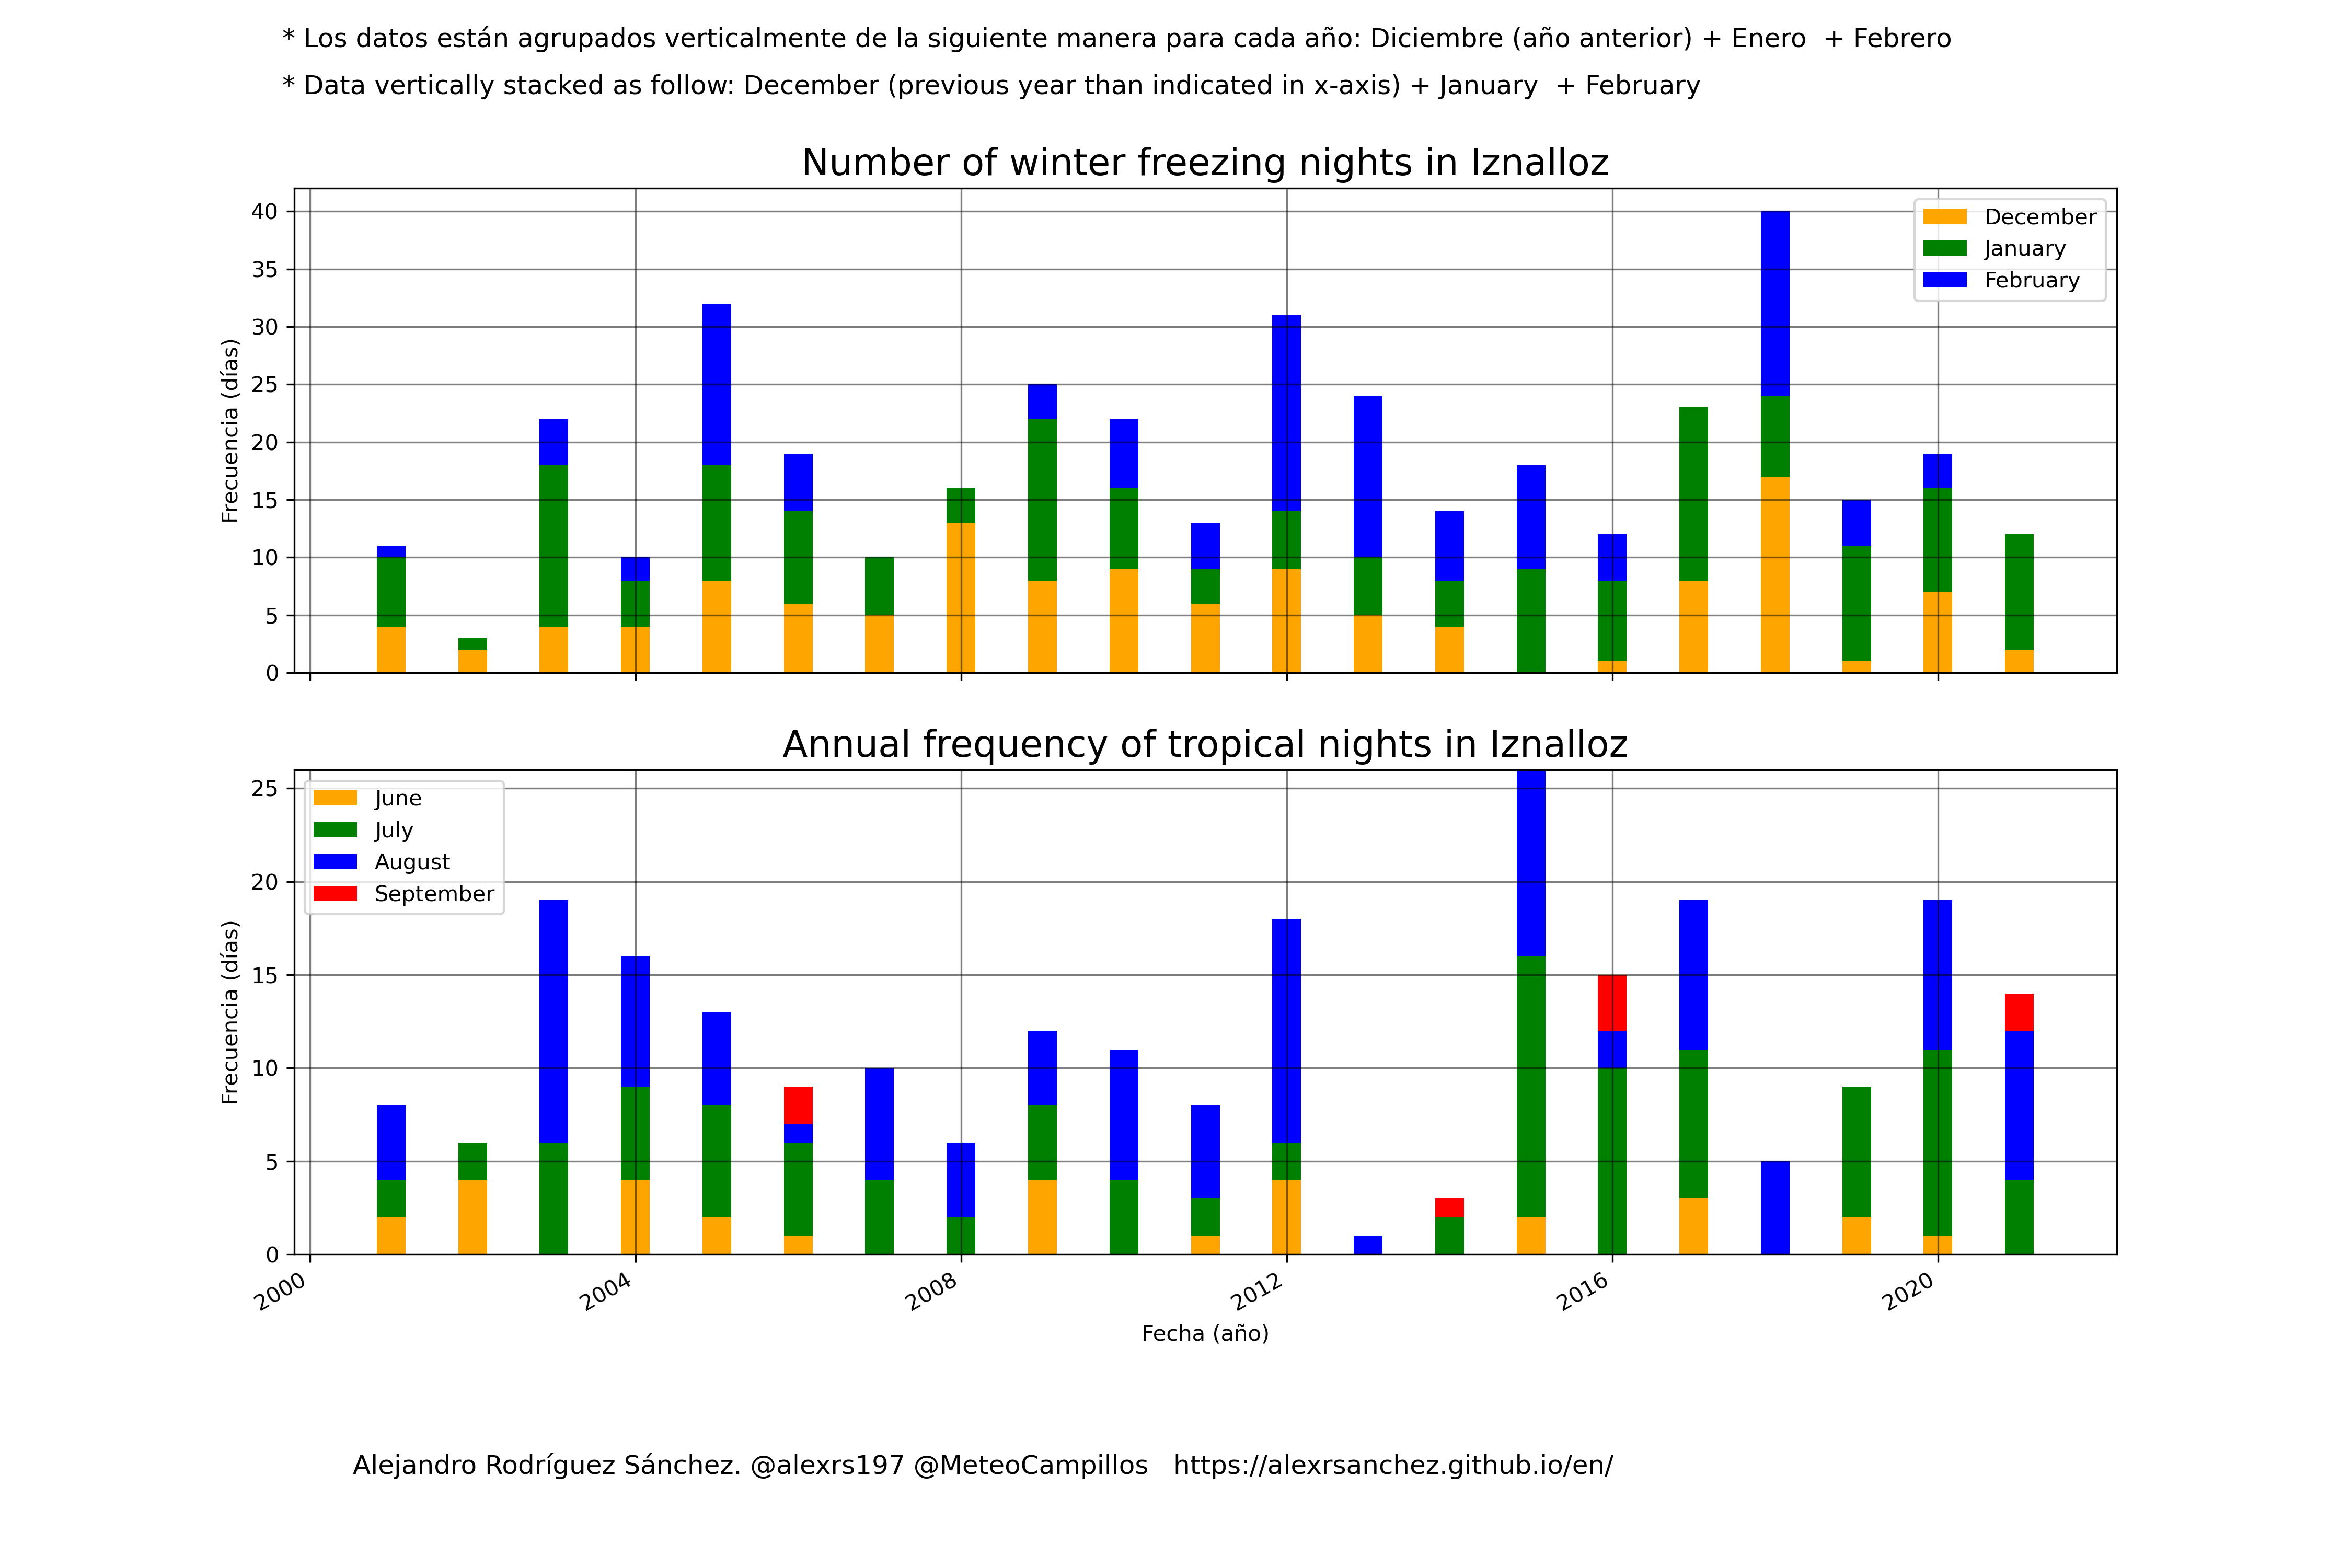 * Los datos están agrupados verticalmente de la siguiente manera para cada año: Diciembre (año anterior) + Enero  + Febrero
* Data vertically stacked as follow: December (previous year than indicated in x-axis) + January  + February
Number of winter freezing nights in Iznalloz
Frecuencia (días)
40
35
30
25
20
15
10
5
0
December
January
February
Annual frequency of tropical nights in Iznalloz
Frecuencia (días)
25
20
15
10
5
0
June
July
August
September
2000
2004
2008
2012
2016
2020
Fecha (año)
Alejandro Rodríguez Sánchez. @alexrs197 @MeteoCampillos   https://alexrsanchez.github.io/en/